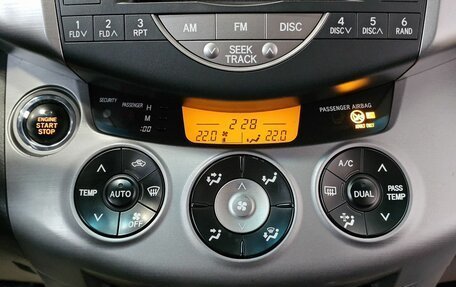 1 FLD∨ 2 FLD∧ 3 RPT AM FM DISC 4 DISC∨ 5 DISC∧ 6 RAND
∨ SEEK TRACK ∧
SECURITY PASSENGER H
M
:00
2:28
22.0 22.0
PASSENGER AIRBAG
ENGINE
START
STOP
TEMP AUTO
OFF
A/C
DUAL
PASS
TEMP